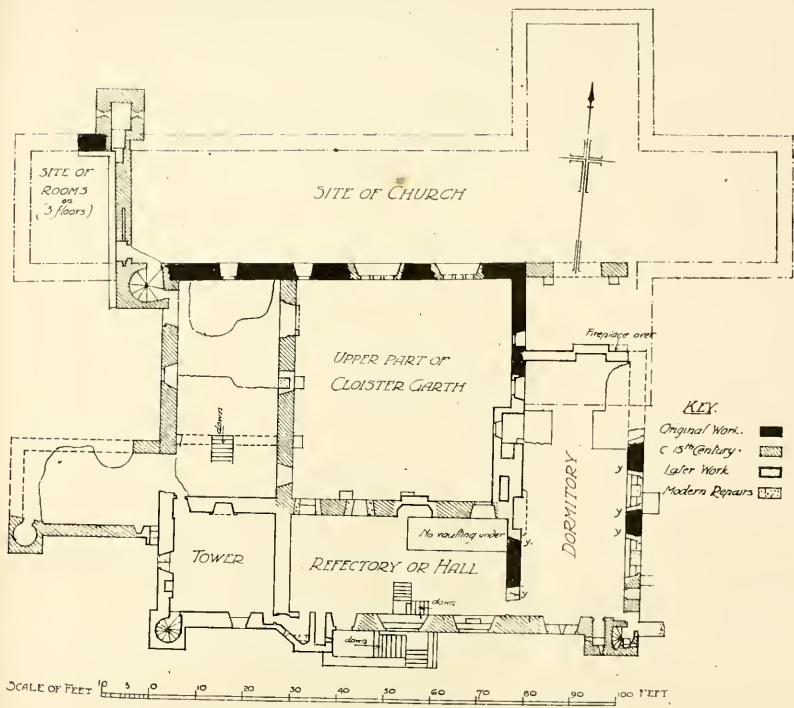 SITE OF
ROOMS
on
(3 floors)
SITE OF CHURCH
Fireplace over
UPPER PART OF
CLOISTER GARTH
down
KEY.
Original Work.
C 15th Century.
Later Work
Modern Repairs
y
y
y
y.
y
DORMITORY
No vaulting under
TOWER
REFECTORY OR HALL
down
down
SCALE OF FEET 10 5 0 10 20 30 40 50 60 70 80 90 100 FEET